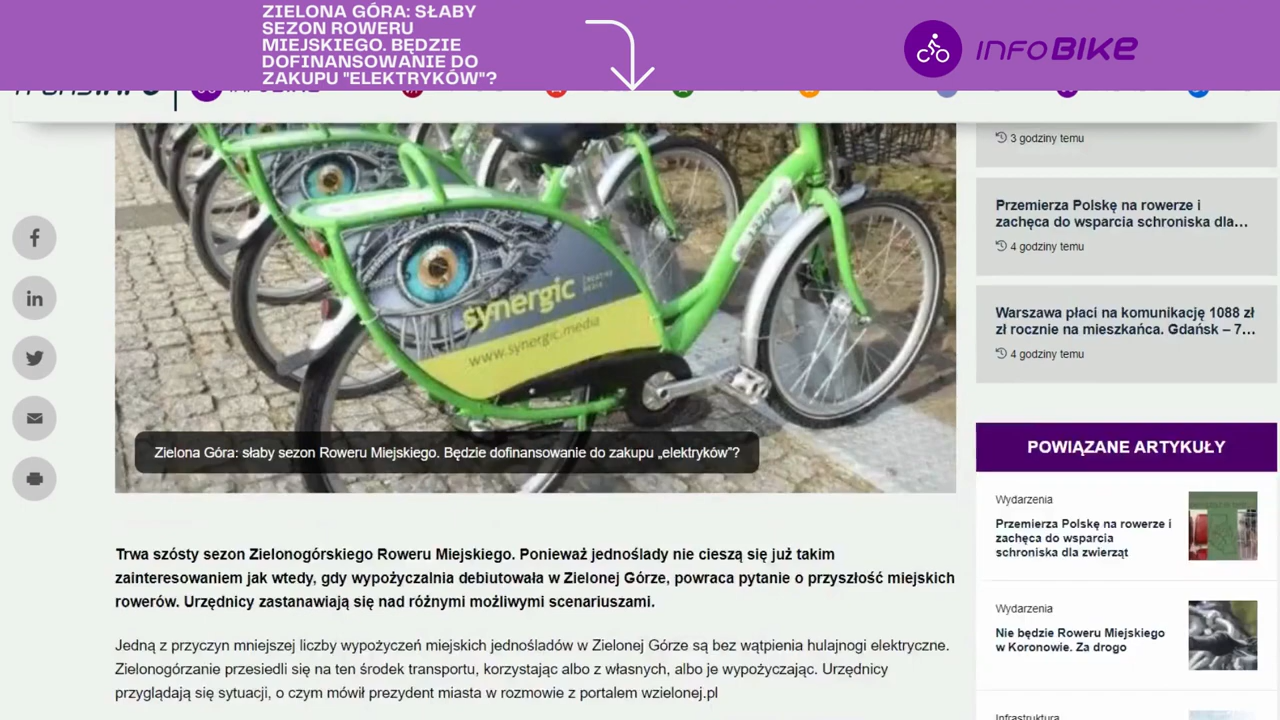 ZIELONA GÓRA: SŁABY
SEZON ROWERU
MIEJSKIEGO. BĘDZIE
DOFINANSOWANIE DO
ZAKUPU "ELEKTRYKÓW"?
INFOBIKE
3 godziny temu
Przemierza Polskę na rowerze i
zachęca do wsparcia schroniska dla...
4 godziny temu
Warszawa płaci na komunikację 1088 zł
zł rocznie na mieszkańca. Gdańsk – 7...
4 godziny temu
synergic
CREATIVE
MEDIA
www.synergic.media
Zielona Góra: słaby sezon Roweru Miejskiego. Będzie dofinansowanie do zakupu „elektryków”?
Trwa szósty sezon Zielonogórskiego Roweru Miejskiego. Ponieważ jednoślady nie cieszą się już takim
zainteresowaniem jak wtedy, gdy wypożyczalnia debiutowała w Zielonej Górze, powraca pytanie o przyszłość miejskich
rowerów. Urzędnicy zastanawiają się nad różnymi możliwymi scenariuszami.
Jedną z przyczyn mniejszej liczby wypożyczeń miejskich jednośladów w Zielonej Górze są bez wątpienia hulajnogi elektryczne.
Zielonogórzanie przesiedli się na ten środek transportu, korzystając albo z własnych, albo je wypożyczając. Urzędnicy
przyglądają się sytuacji, o czym mówił prezydent miasta w rozmowie z portalem wzielonej.pl
POWIĄZANE ARTYKUŁY
Wydarzenia
Przemierza Polskę na rowerze i
zachęca do wsparcia
schroniska dla zwierząt
Wydarzenia
Nie będzie Roweru Miejskiego
w Koronowie. Za drogo
Infrastruktura